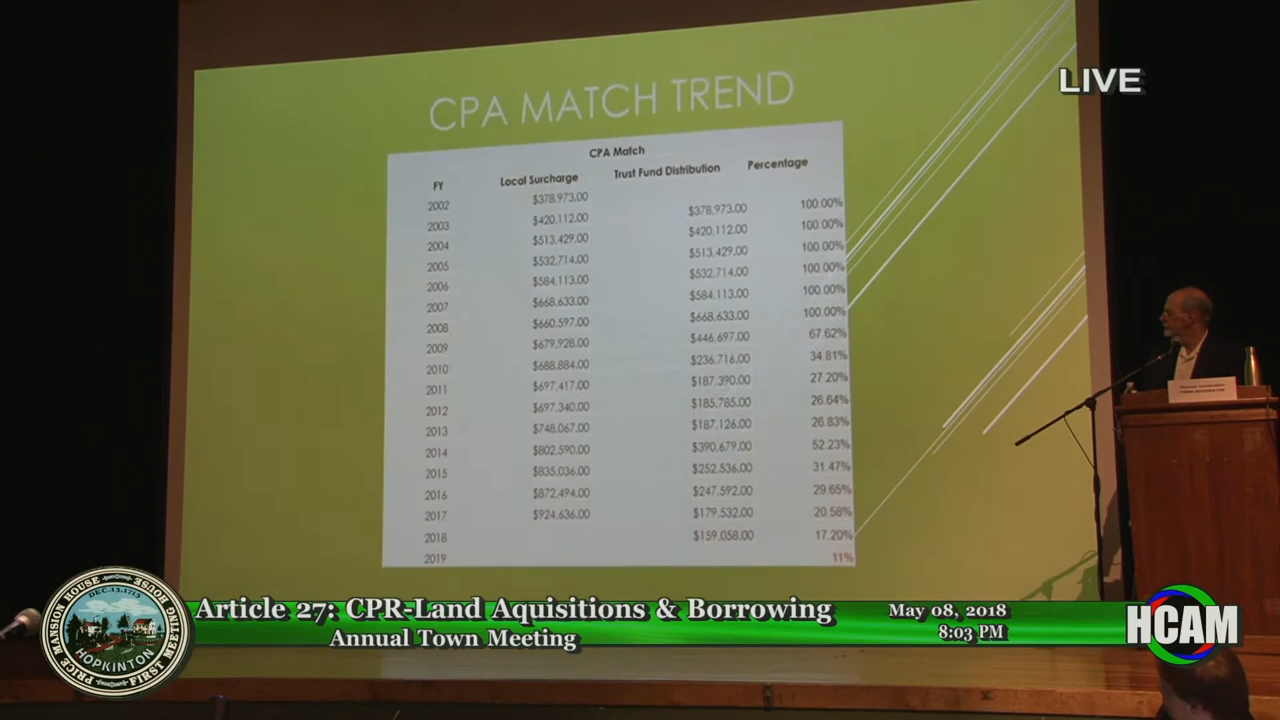 LIVE
CPA MATCH TREND
CPA Match
FY Local Surcharge Trust Fund Distribution Percentage
2002 $378,973.00
2003 $420,112.00 $378,973.00 100.00%
2004 $513,429.00 $420,112.00 100.00%
2005 $532,714.00 $513,429.00 100.00%
2006 $584,113.00 $532,714.00 100.00%
2007 $668,633.00 $584,113.00 100.00%
2008 $660,597.00 $668,633.00 100.00%
2009 $679,928.00 $446,697.00 67.62%
2010 $688,884.00 $236,716.00 34.81%
2011 $697,417.00 $187,390.00 27.20%
2012 $697,340.00 $185,785.00 26.64%
2013 $748,067.00 $187,126.00 26.83%
2014 $802,590.00 $390,679.00 52.23%
2015 $835,036.00 $252,536.00 31.47%
2016 $872,494.00 $247,592.00 29.65%
2017 $924,636.00 $179,532.00 20.58%
2018 $159,058.00 17.20%
2019 11%
Article 27: CPR-Land Aquisitions & Borrowing
Annual Town Meeting
May 08, 2018
8:03 PM
HCAM
PRICE MANSION HOUSE FIRST MEETING HOUSE
DEC.13.1715
HOPKINTON